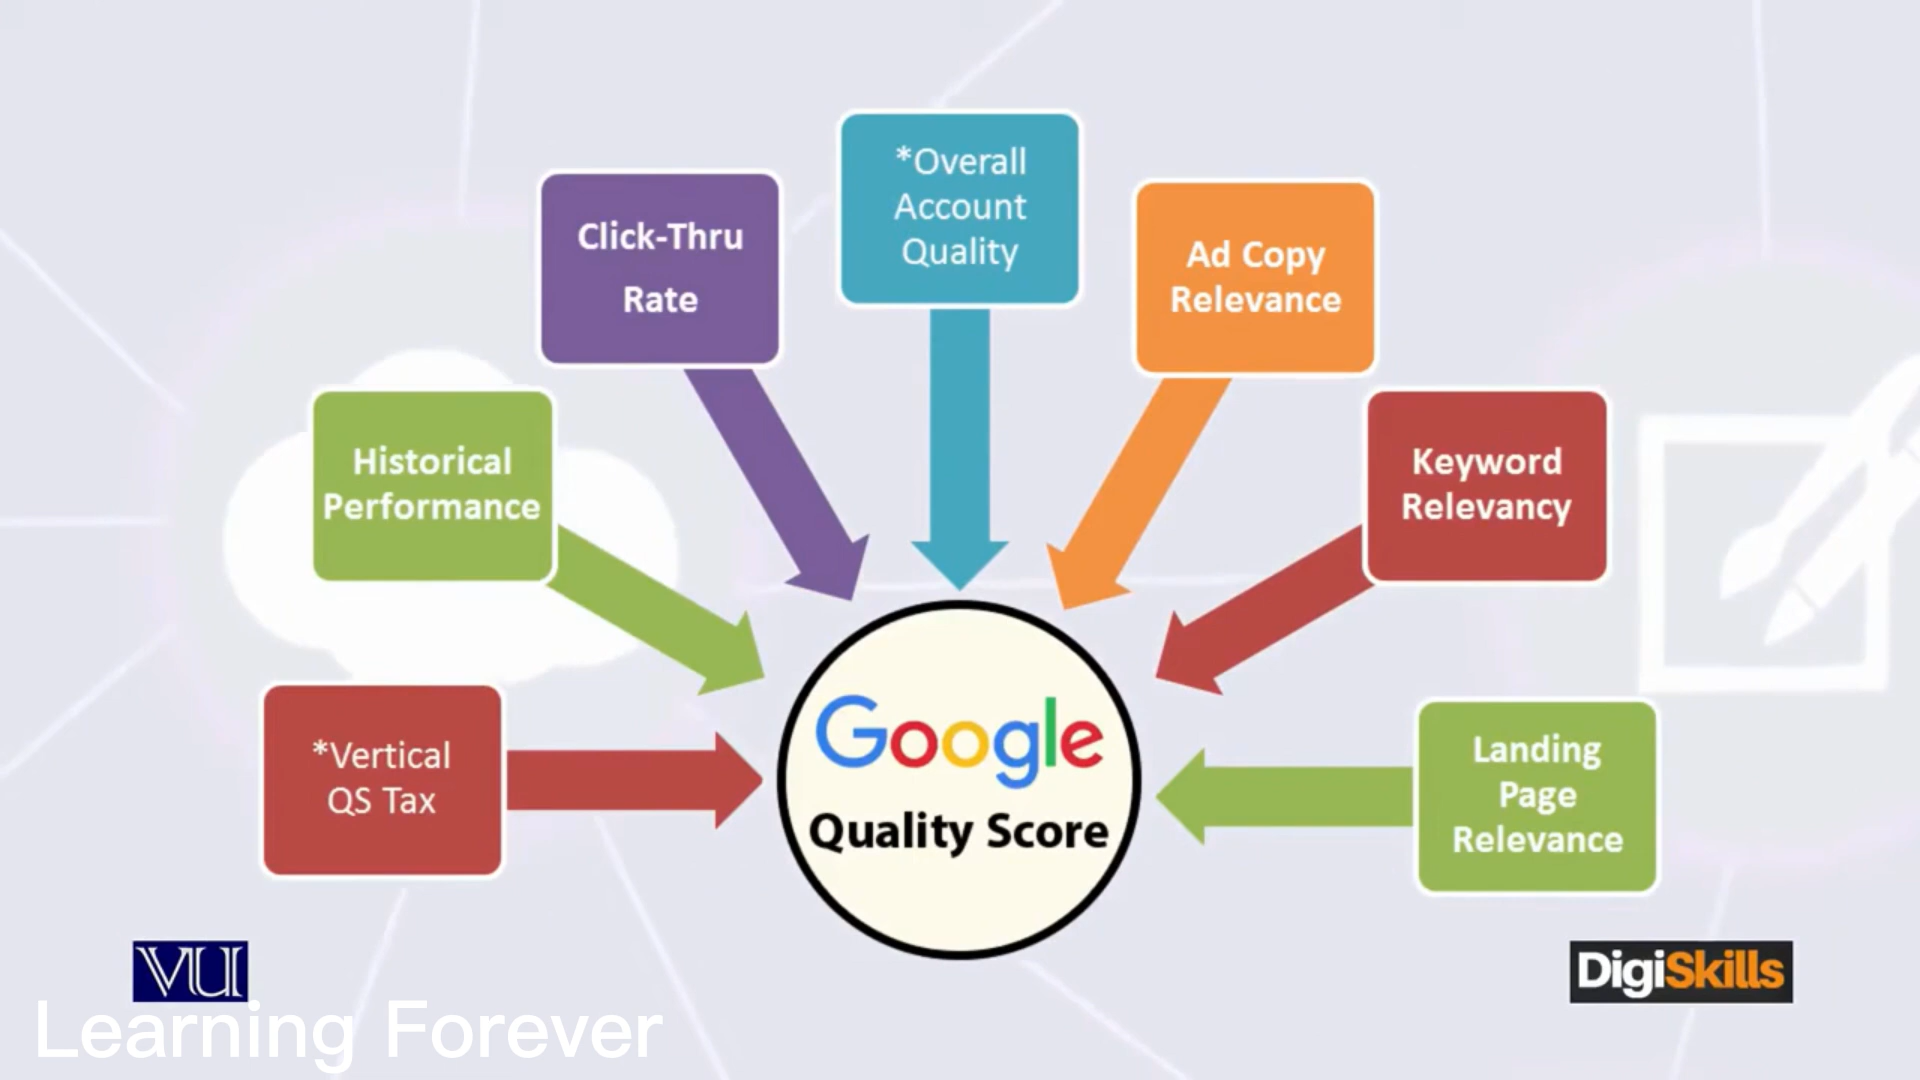 *Overall
Account
Quality
Click-Thru
Rate
Ad Copy
Relevance
Historical
Performance
Keyword
Relevancy
*Vertical
QS Tax
Google
Quality Score
Landing
Page
Relevance
VU
DigiSkills
Learning Forever